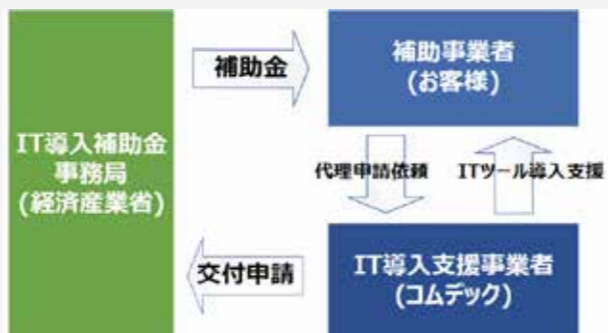 補助金
補助事業者
(お客様)
IT導入補助金
事務局
(経済産業省)
代理申請依頼
ITツール導入支援
交付申請
IT導入支援事業者
(コムデック)